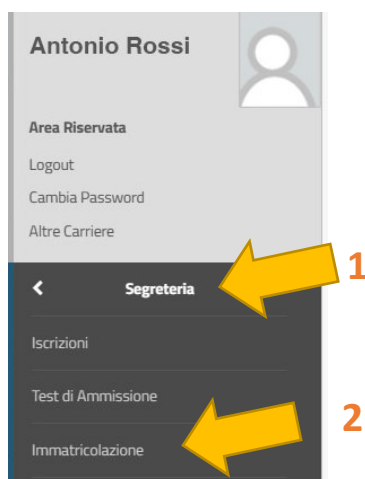 Antonio Rossi
Area Riservata
Logout
Cambia Password
Altre Carriere
1
Segreteria
Iscrizioni
Test di Ammissione
2
Immatricolazione